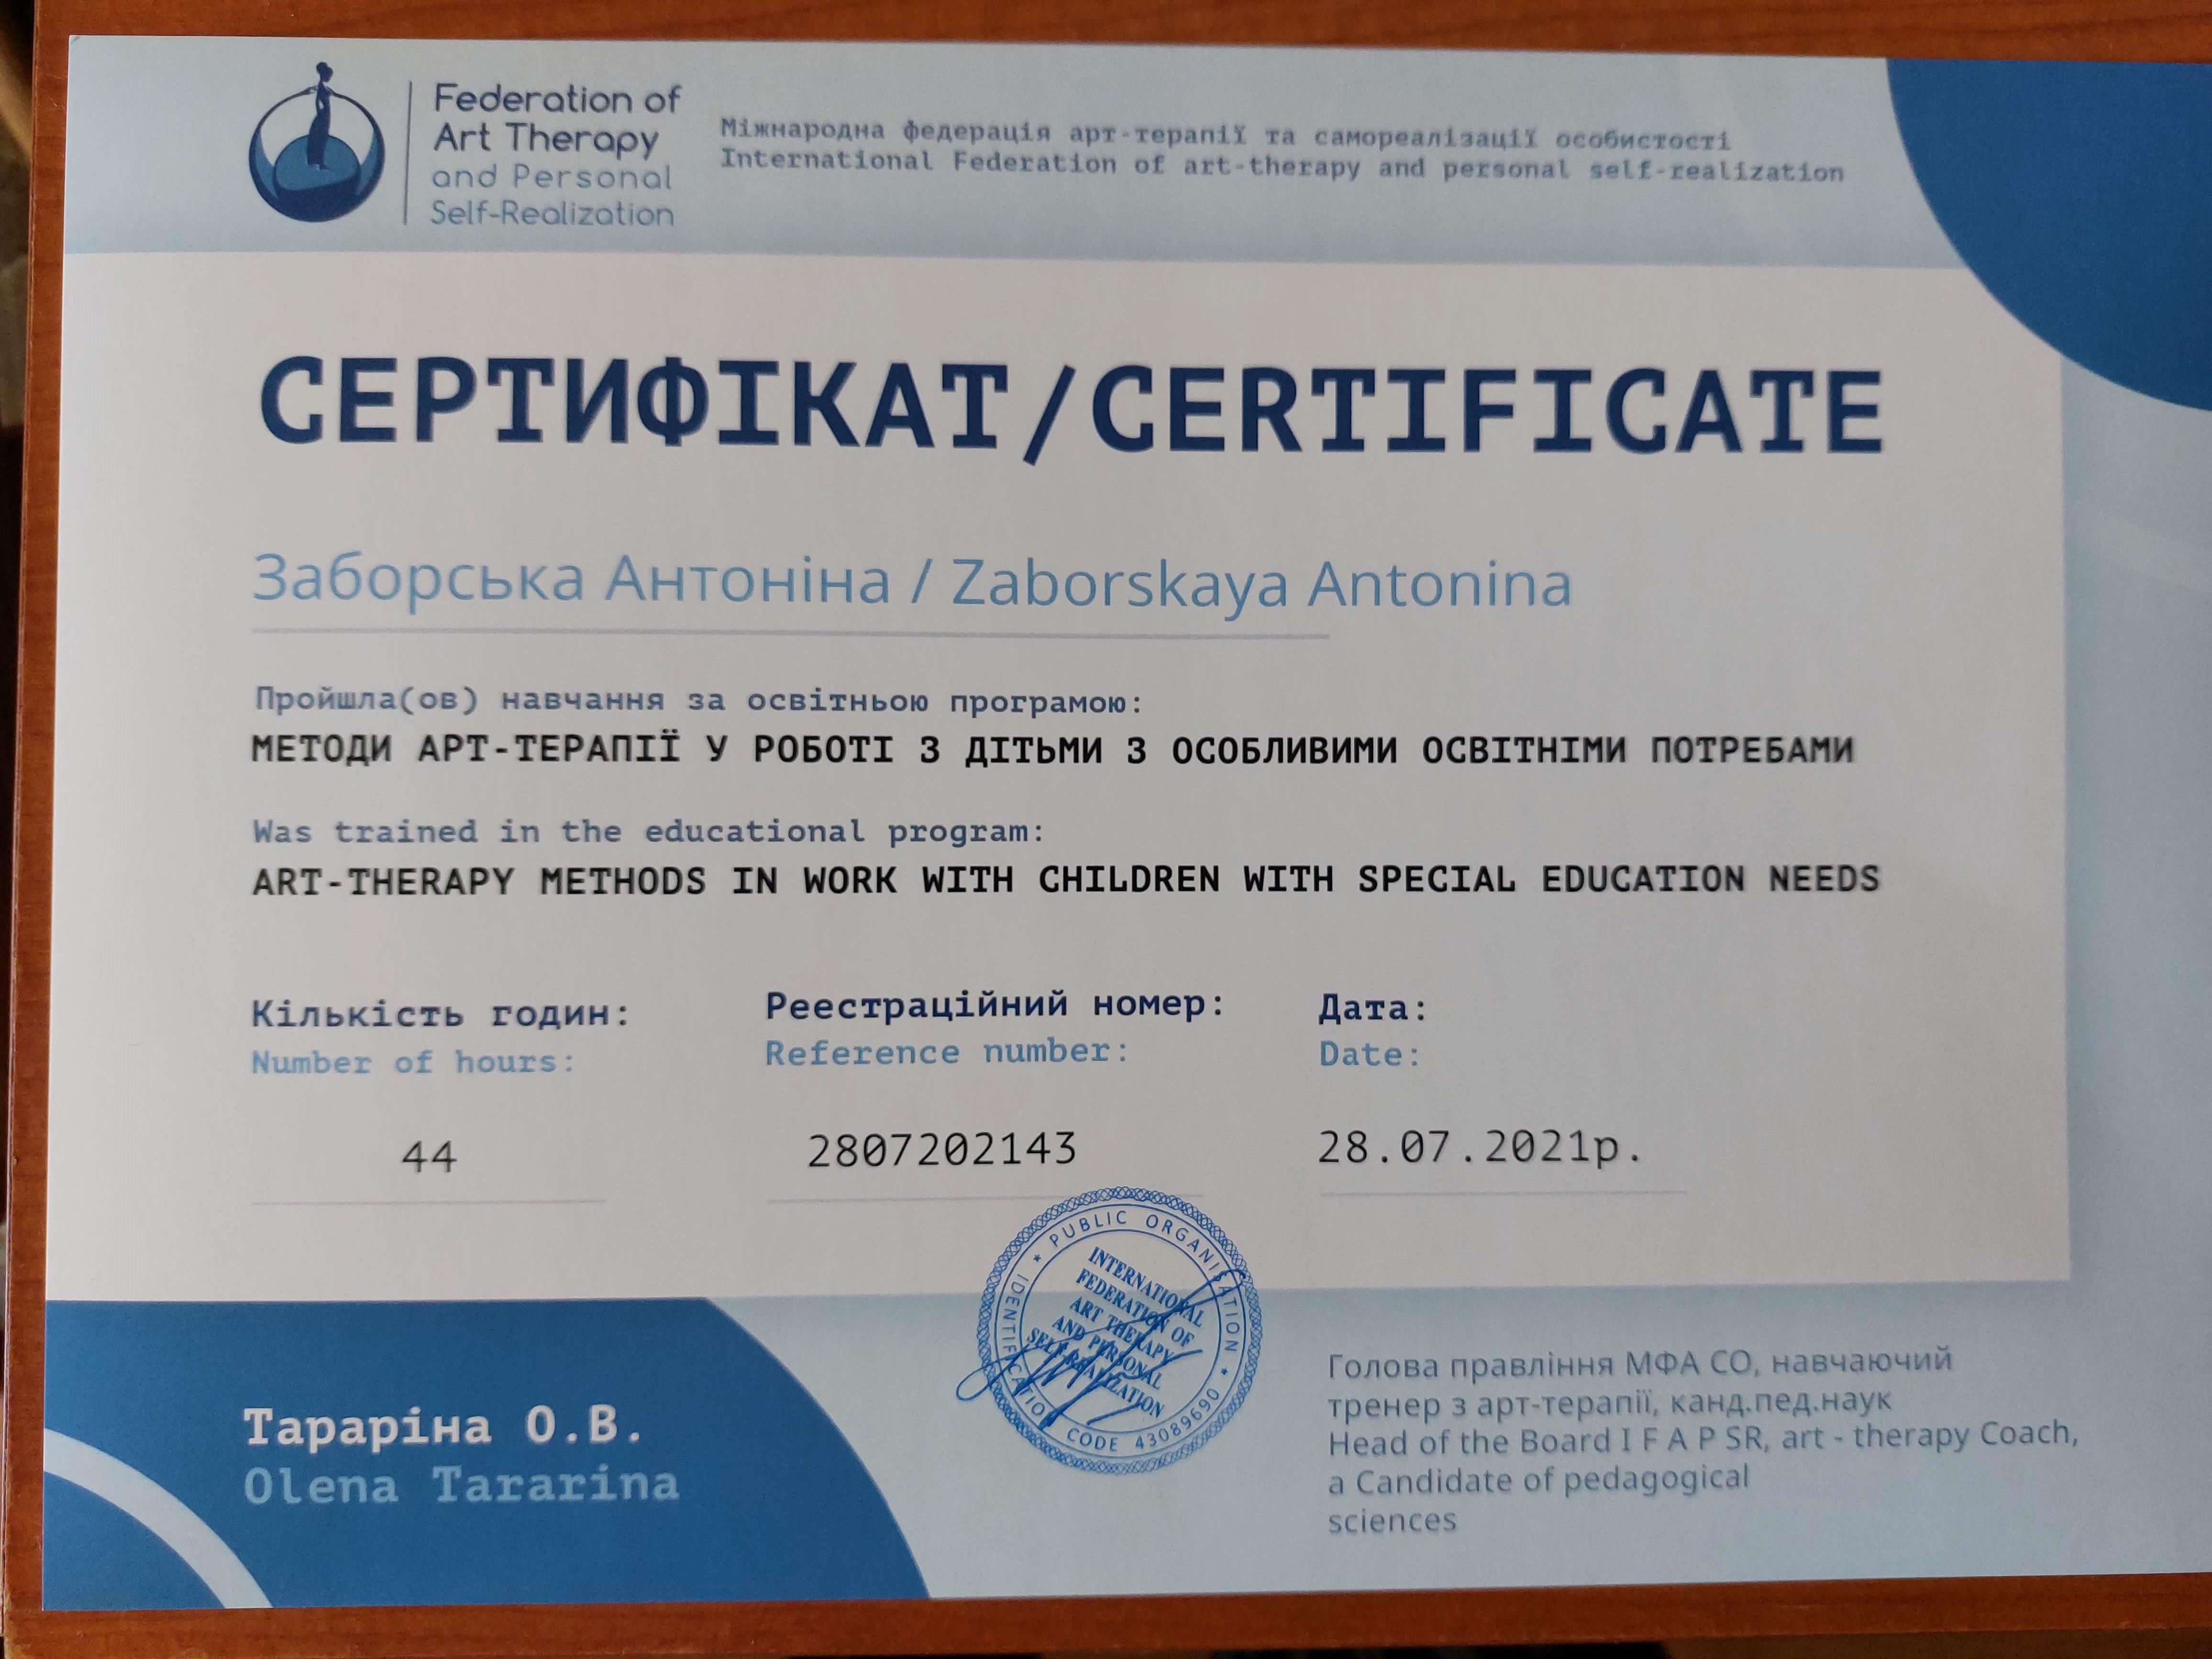 Federation of
Art Therapy
and Personal
Self-Realization
Міжнародна федерація арт-терапії та самореалізації особистості
International Federation of art-therapy and personal self-realization
СЕРТИФІКАТ/CERTIFICATE
Заборська Антоніна / Zaborskaya Antonina
Пройшла(ов) навчання за освітньою програмою:
МЕТОДИ АРТ-ТЕРАПІЇ У РОБОТІ З ДІТЬМИ З ОСОБЛИВИМИ ОСВІТНІМИ ПОТРЕБАМИ
Was trained in the educational program:
ART-THERAPY METHODS IN WORK WITH CHILDREN WITH SPECIAL EDUCATION NEEDS
Кількість годин:
Number of hours:
44
Реестраційний номер:
Reference number:
2807202143
Дата:
Date:
28.07.2021р.
PUBLIC ORGANISATION
IDENTIFICATIO CODE 43089690
INTERNATIONAL
FEDERATION OF
ART THERAPY
AND PERSONAL
SELF-REALIZATION
Тараріна О.В.
Olena Tararina
Голова правління МФА СО, навчаючий
тренер з арт-терапії, канд.пед.наук
Head of the Board I F A P SR, art - therapy Coach,
a Candidate of pedagogical
sciences